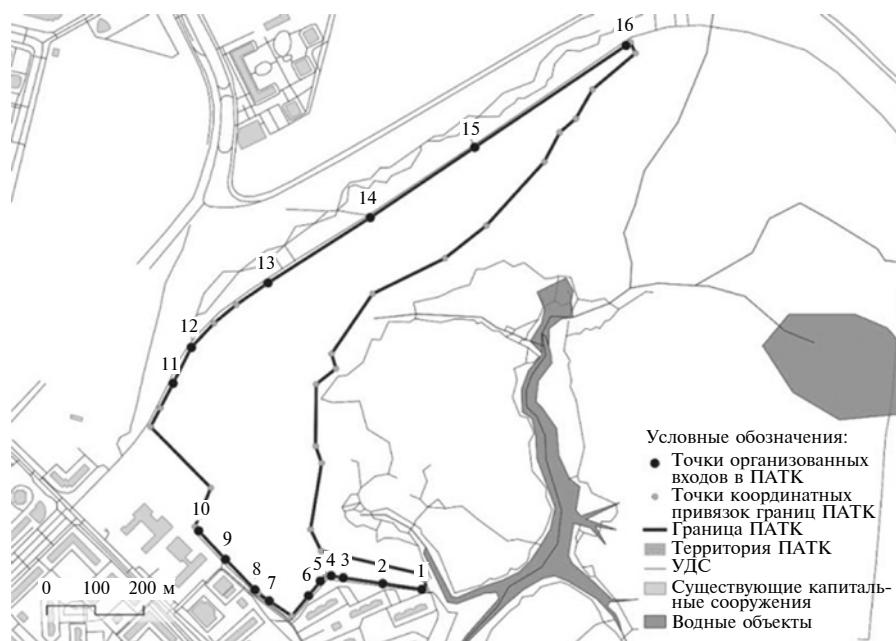 16
15
14
13
12
11
10
9
8
7
6
5
4
3
2
1
0 100 200 м
Условные обозначения:
Точки организованных
входов в ПАТК
Точки координатных
привязок границ ПАТК
Граница ПАТК
Территория ПАТК
УДС
Существующие капиталь-
ные сооружения
Водные объекты